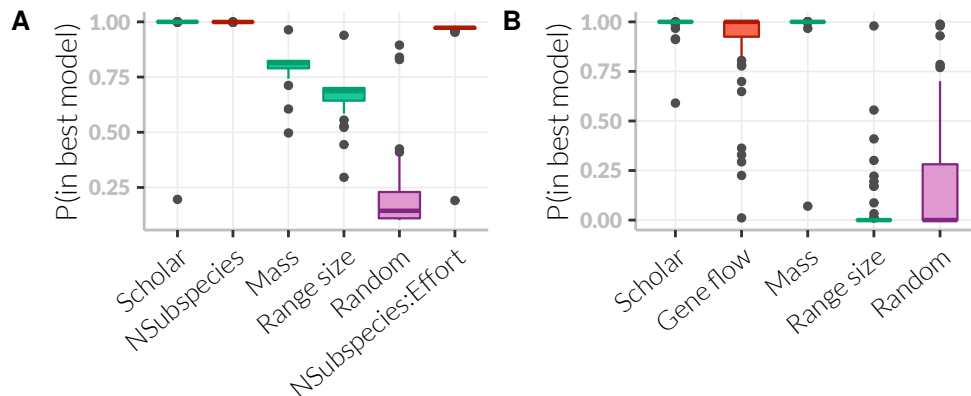 A
P(in best model)
1.00
0.75
0.50
0.25
Scholar
NSubspecies
Mass
Range size
Random
NSubspecies:Effort
B
P(in best model)
1.00
0.75
0.50
0.25
0.00
Scholar
Gene flow
Mass
Range size
Random